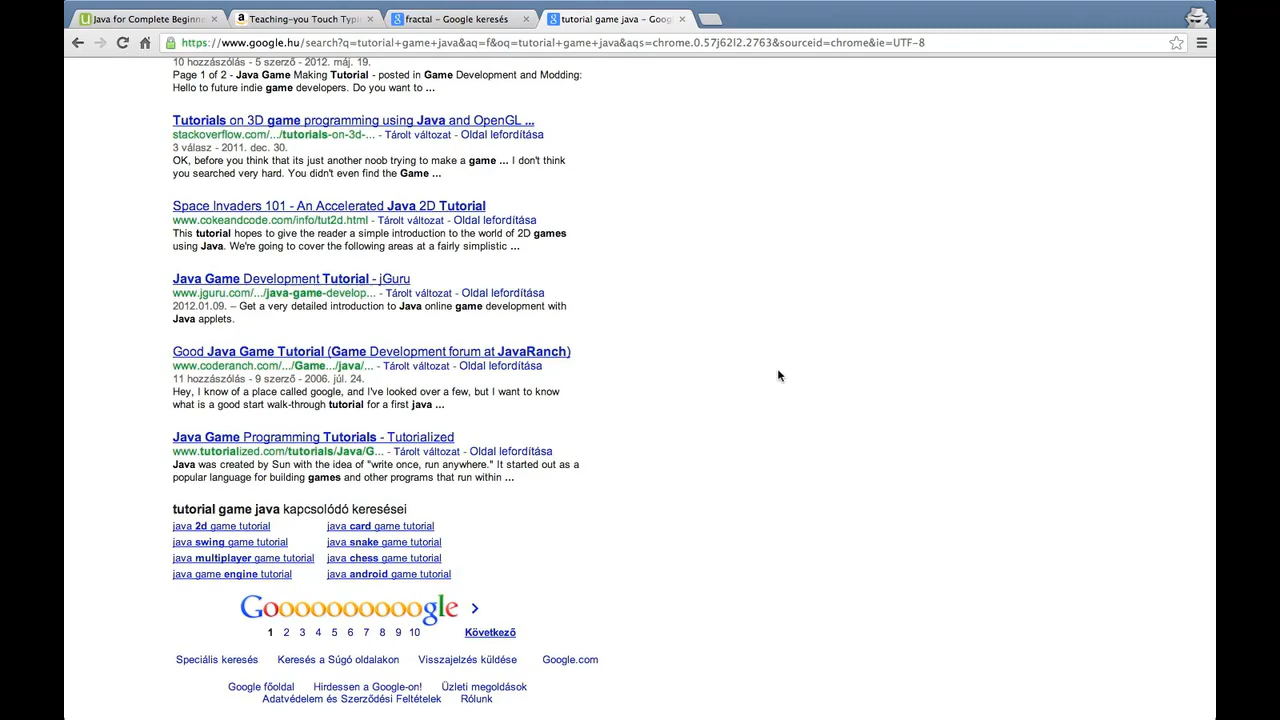 Java for Complete Beginne
Teaching-you Touch Typi
fractal - Google keresés
tutorial game java - Goog
https://www.google.hu/search?q=tutorial+game+java&aq=f&oq=tutorial+game+java&aqs=chrome.0.57j62l2.2763&sourceid=chrome&ie=UTF-8
10 hozzászólás - 5 szerző - 2012. máj. 19.
Page 1 of 2 - Java Game Making Tutorial - posted in Game Development and Modding:
Hello to future indie game developers. Do you want to ...
Tutorials on 3D game programming using Java and OpenGL ...
stackoverflow.com/.../tutorials-on-3d-... - Tárolt változat - Oldal lefordítása
3 válasz - 2011. dec. 30.
OK, before you think that its just another noob trying to make a game ... I don't think
you searched very hard. You didn't even find the Game ...
Space Invaders 101 - An Accelerated Java 2D Tutorial
www.cokeandcode.com/info/tut2d.html - Tárolt változat - Oldal lefordítása
This tutorial hopes to give the reader a simple introduction to the world of 2D games
using Java. We're going to cover the following areas at a fairly simplistic ...
Java Game Development Tutorial - jGuru
www.jguru.com/.../java-game-develop... - Tárolt változat - Oldal lefordítása
2012.01.09. – Get a very detailed introduction to Java online game development with
Java applets.
Good Java Game Tutorial (Game Development forum at JavaRanch)
www.coderanch.com/.../Game.../java/... - Tárolt változat - Oldal lefordítása
11 hozzászólás - 9 szerző - 2006. júl. 24.
Hey, I know of a place called google, and I've looked over a few, but I want to know
what is a good start walk-through tutorial for a first java ...
Java Game Programming Tutorials - Tutorialized
www.tutorialized.com/tutorials/Java/G... - Tárolt változat - Oldal lefordítása
Java was created by Sun with the idea of "write once, run anywhere." It started out as a
popular language for building games and other programs that run within ...
tutorial game java kapcsolódó keresései
java 2d game tutorial java card game tutorial
java swing game tutorial java snake game tutorial
java multiplayer game tutorial java chess game tutorial
java game engine tutorial java android game tutorial
Goooooooooogle >
1 2 3 4 5 6 7 8 9 10 Következő
Speciális keresés Keresés a Súgó oldalakon Visszajelzés küldése Google.com
Google főoldal Hirdessen a Google-on! Üzleti megoldások
Adatvédelem és Szerződési Feltételek Rólunk